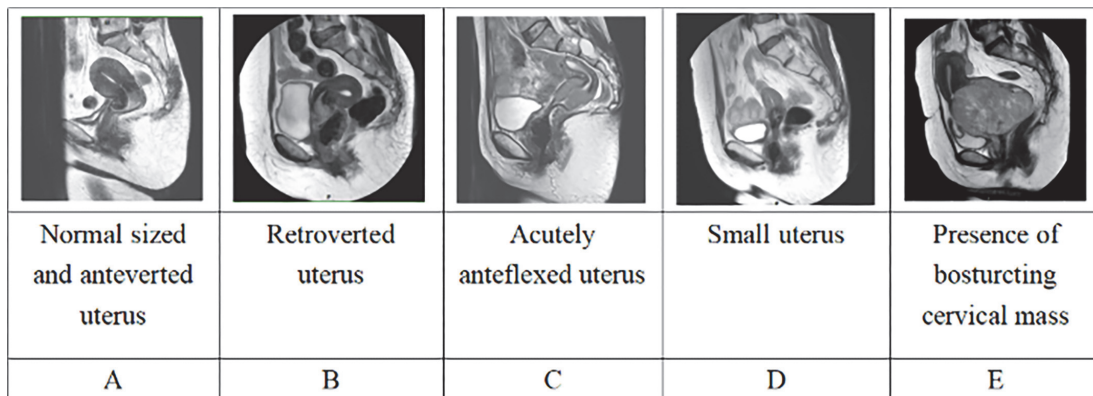 Normal sized
and anteverted
uterus
Retroverted
uterus
Acutely
anteflexed uterus
Small uterus
Presence of
bosturcting
cervical mass
A
B
C
D
E